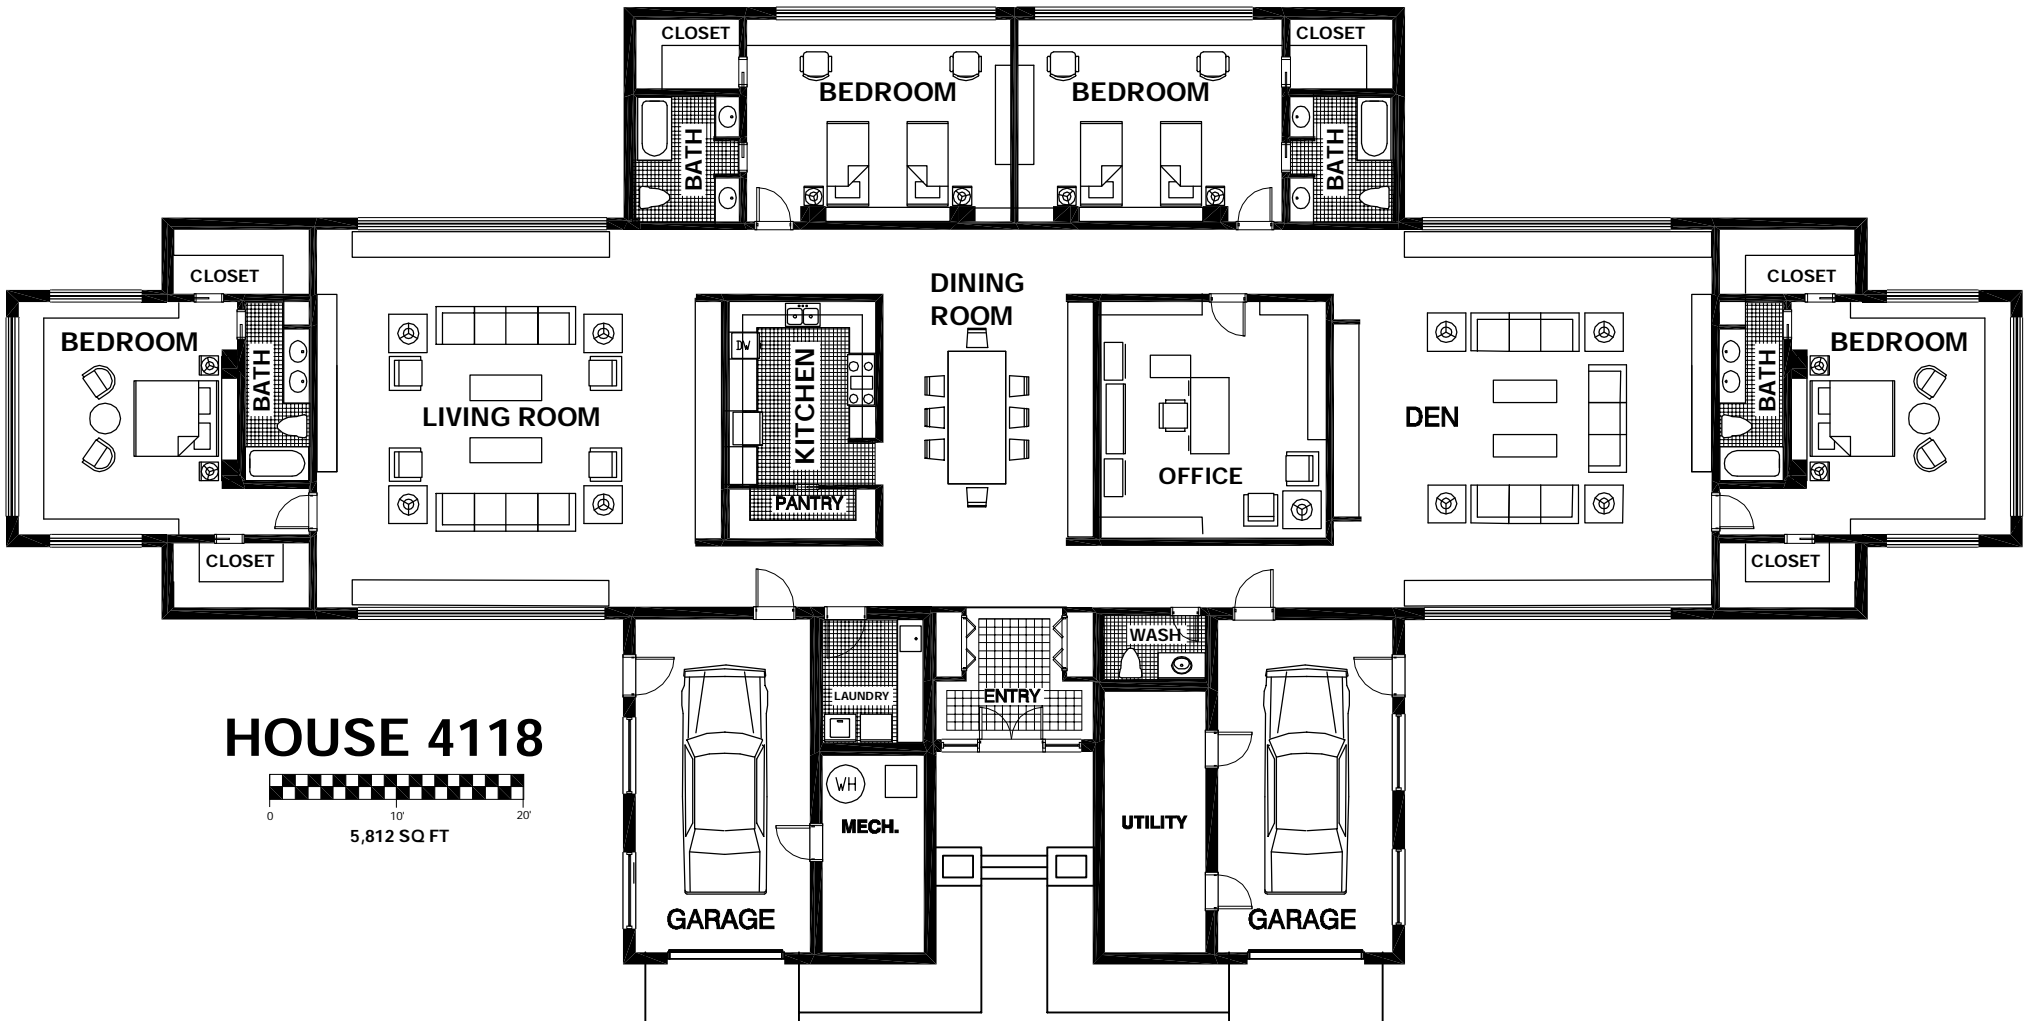 CLOSET
CLOSET
BEDROOM
BEDROOM
BATH
BATH
CLOSET
DINING
ROOM
CLOSET
BEDROOM
BATH
DW
KITCHEN
LIVING ROOM
DEN
BATH
BEDROOM
OFFICE
PANTRY
CLOSET
CLOSET
WASH
LAUNDRY
ENTRY
HOUSE 4118
0
10'
20'
5,812 SQ FT
WH
MECH.
UTILITY
GARAGE
GARAGE